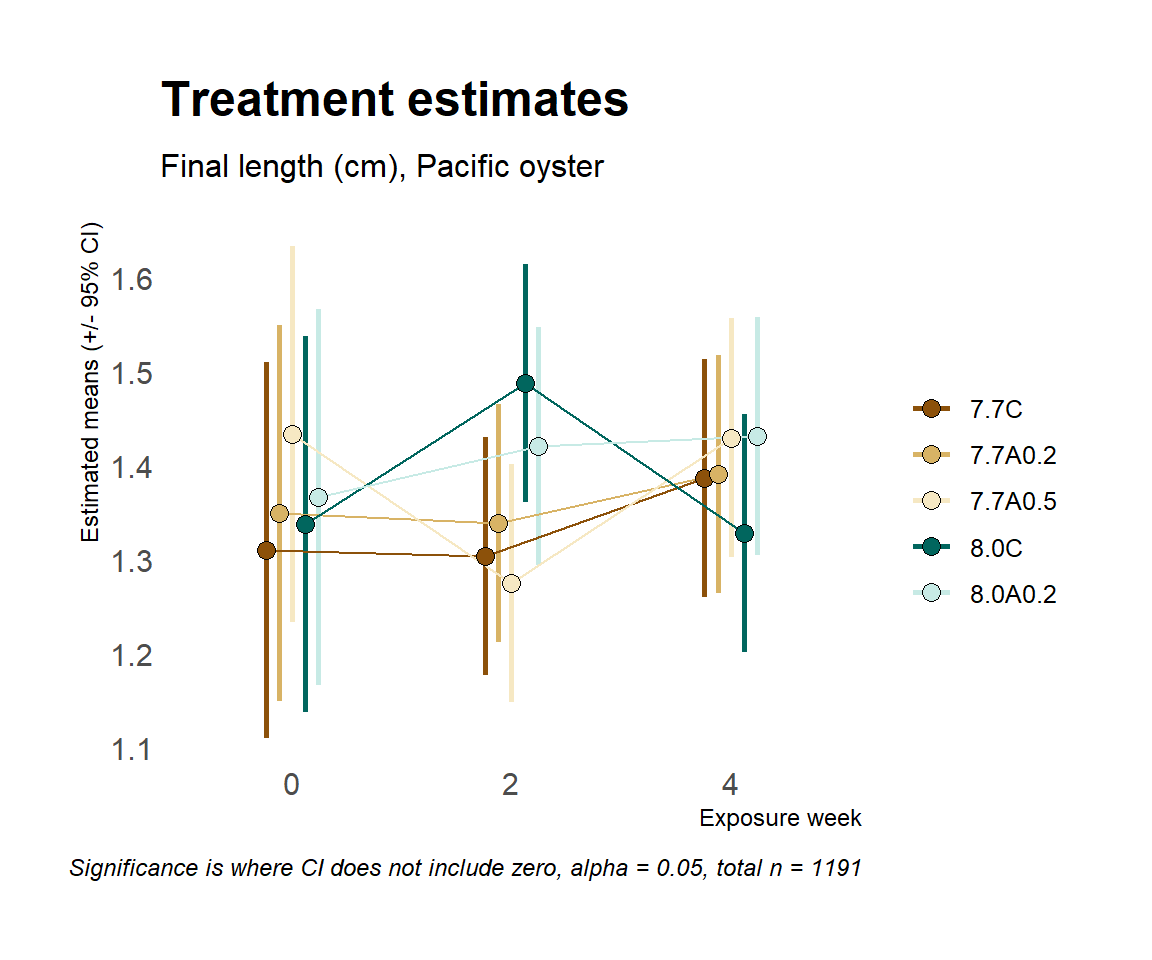 Treatment estimates
Final length (cm), Pacific oyster
Estimated means (+/- 95% CI)
1.6
1.5
1.4
1.3
1.2
1.1
0 2 4
Exposure week
7.7C
7.7A0.2
7.7A0.5
8.0C
8.0A0.2
Significance is where CI does not include zero, alpha = 0.05, total n = 1191